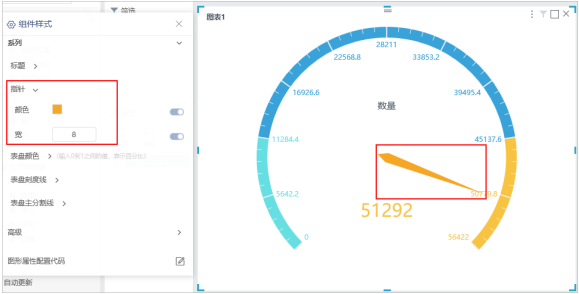 筛选
组件样式
系列
标题
指针
颜色
宽 8
表盘颜色 (输入0到1之间的值，表示百分比)
表盘刻度线
表盘主分割线
高级
图形属性配置代码
自动更新
图表1
28211
22568.8 33853.2
16926.6 39495.4
数量
11284.4 45137.6
5642.2 50779.8
51292
0 56422